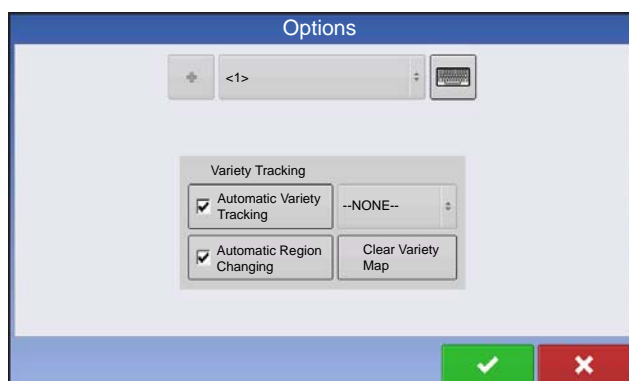 Options
<1>
Variety Tracking
Automatic Variety
Tracking
--NONE--
Automatic Region
Changing
Clear Variety
Map